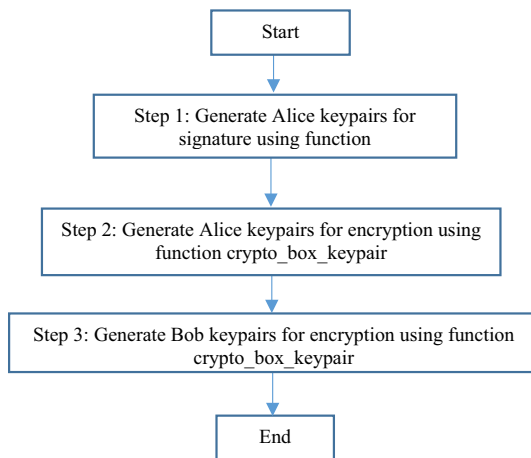 Start
Step 1: Generate Alice keypairs for
signature using function
Step 2: Generate Alice keypairs for encryption using
function crypto_box_keypair
Step 3: Generate Bob keypairs for encryption using function
crypto_box_keypair
End